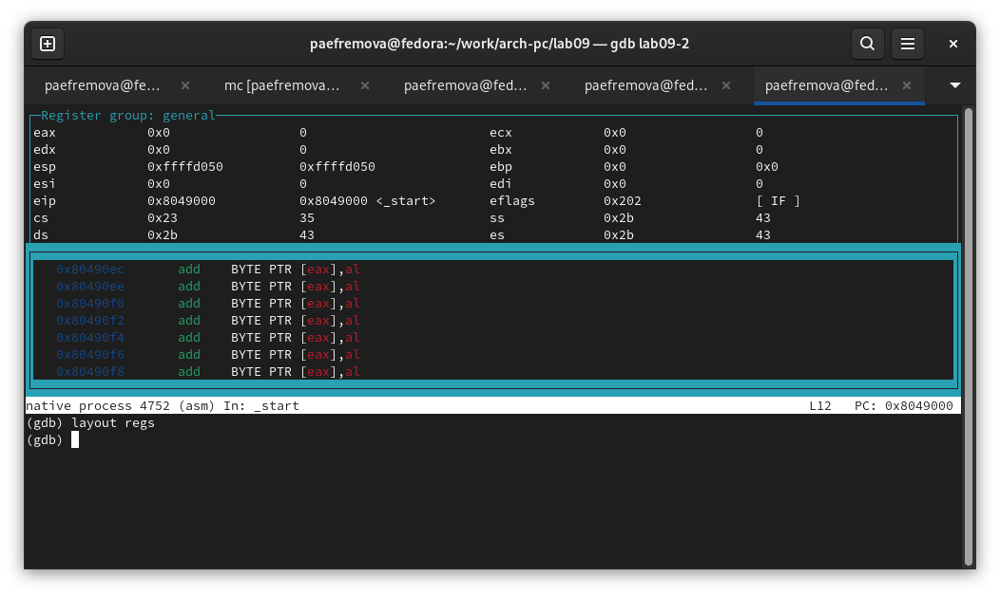 paefremova@fedora:~/work/arch-pc/lab09 — gdb lab09-2
paefremova@fe… × mc [paefremova… × paefremova@fed… × paefremova@fed… × paefremova@fed… ×
Register group: general
eax 0x0 0 ecx 0x0 0
edx 0x0 0 ebx 0x0 0
esp 0xffffd050 0xffffd050 ebp 0x0 0x0
esi 0x0 0 edi 0x0 0
eip 0x8049000 0x8049000 <_start> eflags 0x202 [ IF ]
cs 0x23 35 ss 0x2b 43
ds 0x2b 43 es 0x2b 43
0x80490ec add BYTE PTR [eax],al
0x80490ee add BYTE PTR [eax],al
0x80490f0 add BYTE PTR [eax],al
0x80490f2 add BYTE PTR [eax],al
0x80490f4 add BYTE PTR [eax],al
0x80490f6 add BYTE PTR [eax],al
0x80490f8 add BYTE PTR [eax],al
native process 4752 (asm) In: _start L12 PC: 0x8049000
(gdb) layout regs
(gdb)